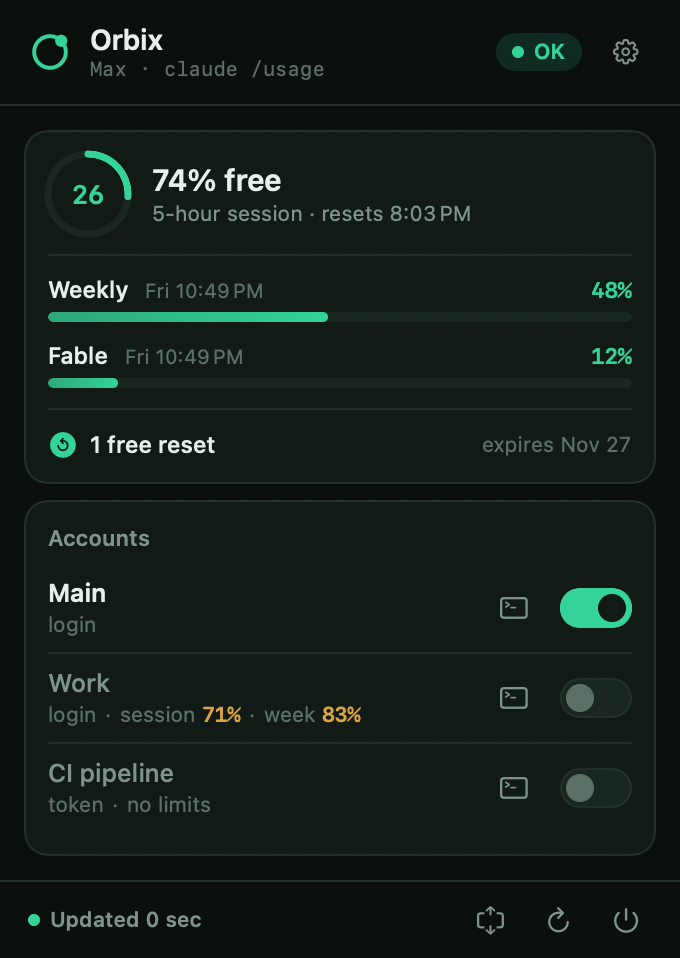 Orbix
Max · claude /usage
OK
26
74% free
5-hour session · resets 8:03 PM
Weekly Fri 10:49 PM 48%
Fable Fri 10:49 PM 12%
1 free reset expires Nov 27
Accounts
Main
login
Work
login · session 71% · week 83%
CI pipeline
token · no limits
Updated 0 sec